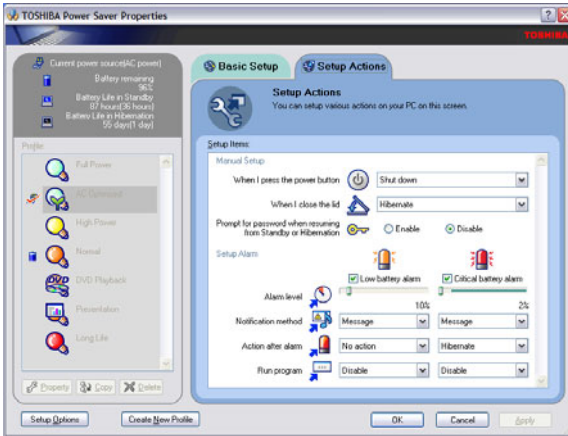 TOSHIBA Power Saver Properties
TOSHIBA
Current power source(AC power)
Battery remaining
96%
Battery Life in Standby
87 hours(36 hours)
Battery Life in Hibernation
55 days(1 day)
Profile
Full Power
AC Optimized
High Power
Normal
DVD Playback
Presentation
Long Life
Property
Copy
Delete
Setup Options
Create New Profile
Basic Setup
Setup Actions
Setup Actions
You can setup various actions on your PC on this screen.
Setup Items:
Manual Setup
When I press the power button
Shut down
When I close the lid
Hibernate
Prompt for password when resuming
from Standby or Hibernation
Enable
Disable
Setup Alarm
Low battery alarm
Critical battery alarm
Alarm level
10%
2%
Notification method
Message
Message
Action after alarm
No action
Hibernate
Run program
Disable
Disable
OK
Cancel
Apply